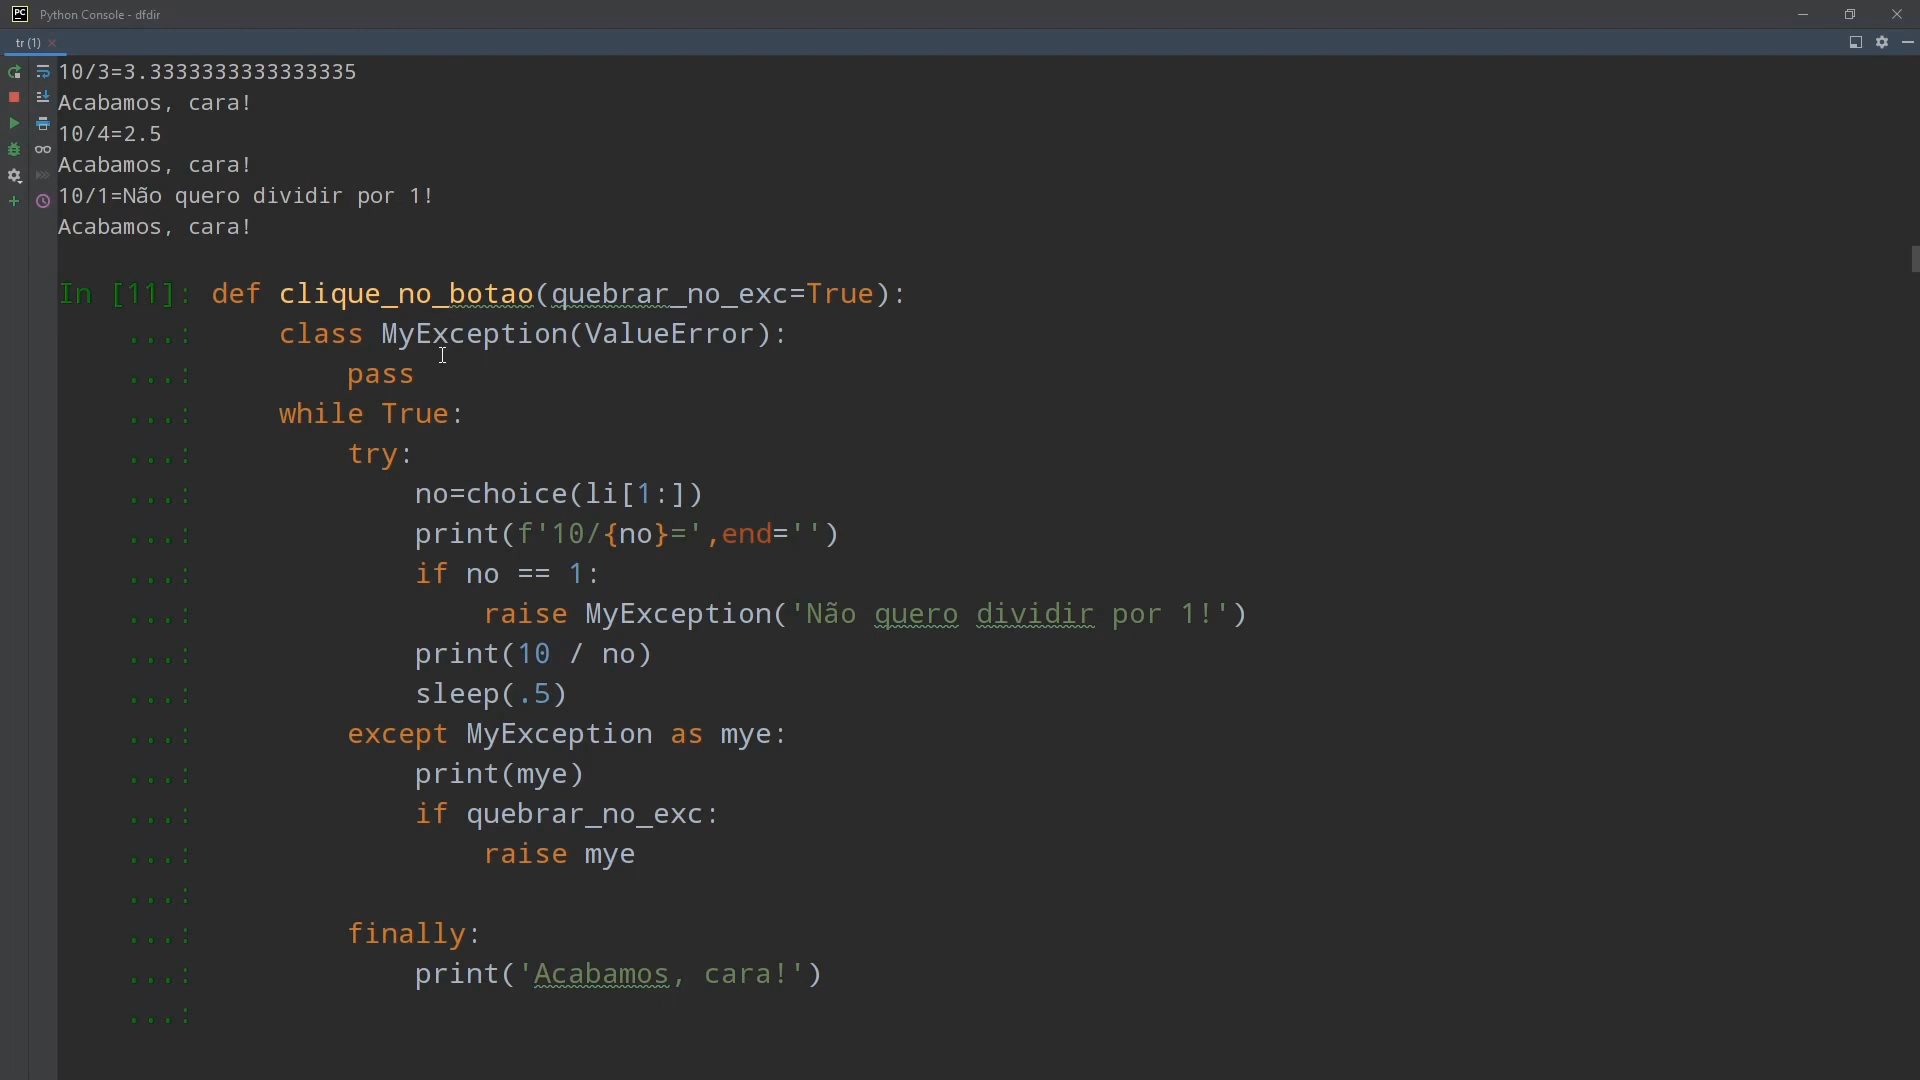 PC Python Console - dfdir
tr (1)
10/3=3.3333333333333335
Acabamos, cara!
10/4=2.5
Acabamos, cara!
10/1=Não quero dividir por 1!
Acabamos, cara!
In [11]: def clique_no_botao(quebrar_no_exc=True):
...:     class MyException(ValueError):
...:         pass
...:     while True:
...:         try:
...:             no=choice(li[1:])
...:             print(f'10/{no}=',end='')
...:             if no == 1:
...:                 raise MyException('Não quero dividir por 1!')
...:             print(10 / no)
...:             sleep(.5)
...:         except MyException as mye:
...:             print(mye)
...:             if quebrar_no_exc:
...:                 raise mye
...:
...:         finally:
...:             print('Acabamos, cara!')
...: